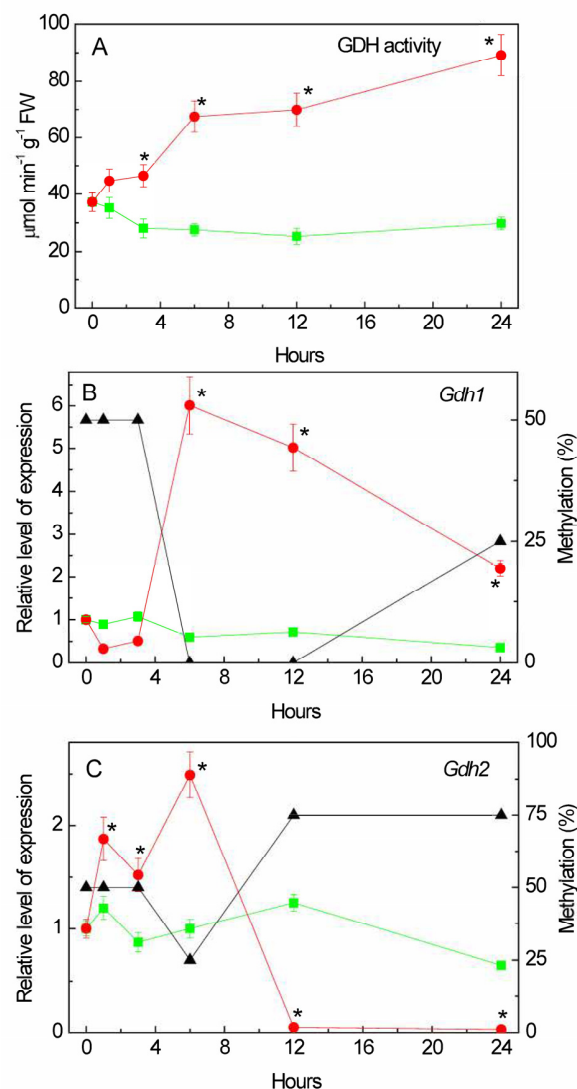 A GDH activity
*
*
*
*
100
80
60
40
20
0
µmol min⁻¹ g⁻¹ FW
0 4 8 12 16 20 24
Hours
B Gdh1
*
*
*
6
5
4
3
2
1
0
Relative level of expression
50
25
0
Methylation (%)
0 4 8 12 16 20 24
Hours
C Gdh2
*
*
*
*
*
2
1
0
Relative level of expression
100
75
50
25
0
Methylation (%)
0 4 8 12 16 20 24
Hours